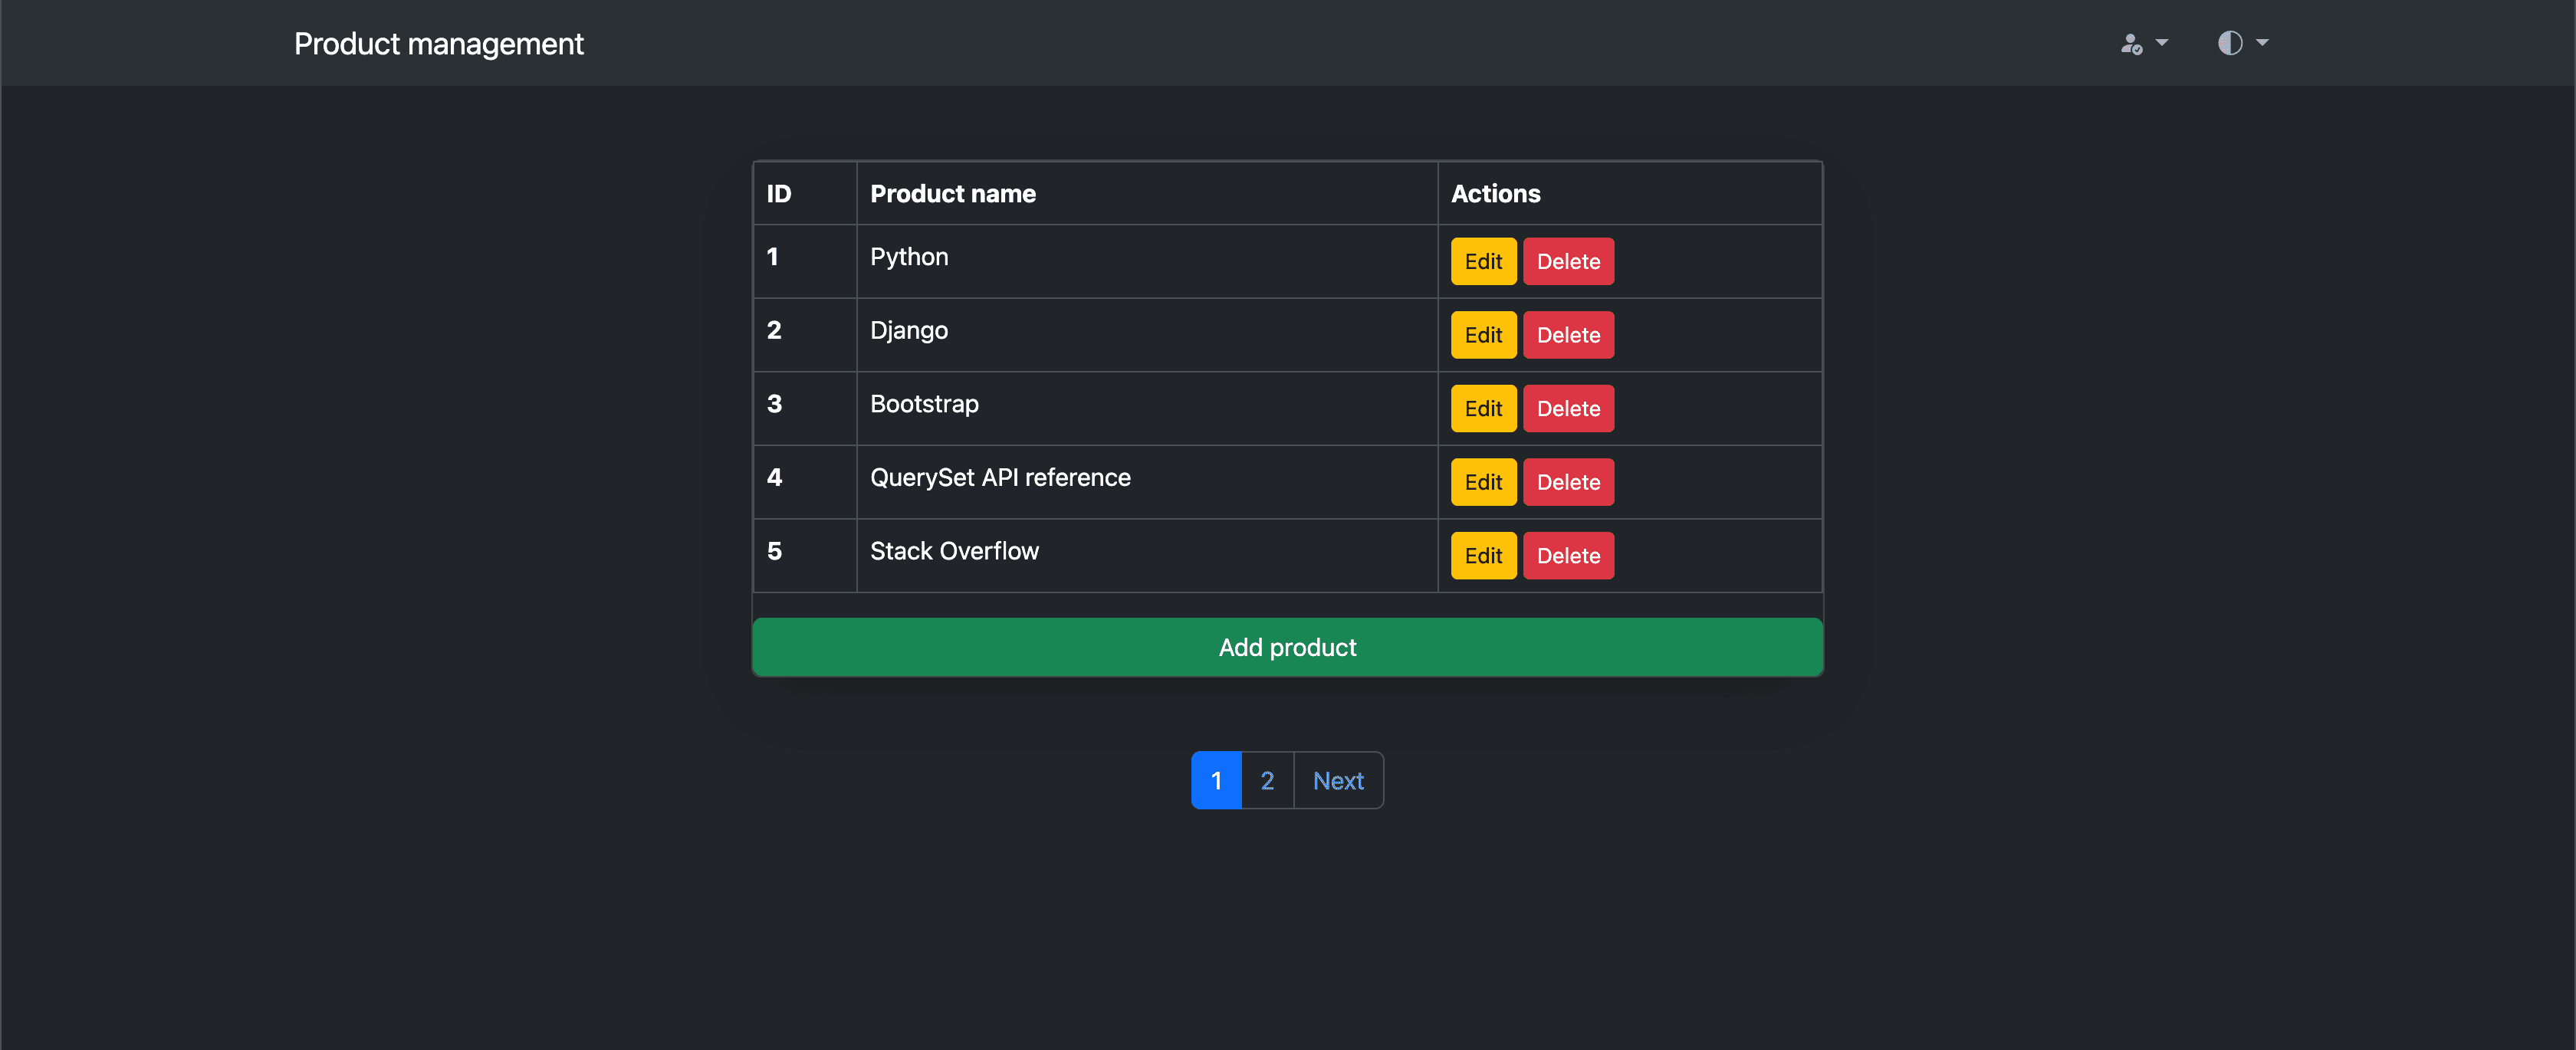 Product management
ID Product name Actions
1 Python Edit Delete
2 Django Edit Delete
3 Bootstrap Edit Delete
4 QuerySet API reference Edit Delete
5 Stack Overflow Edit Delete
Add product
1 2 Next